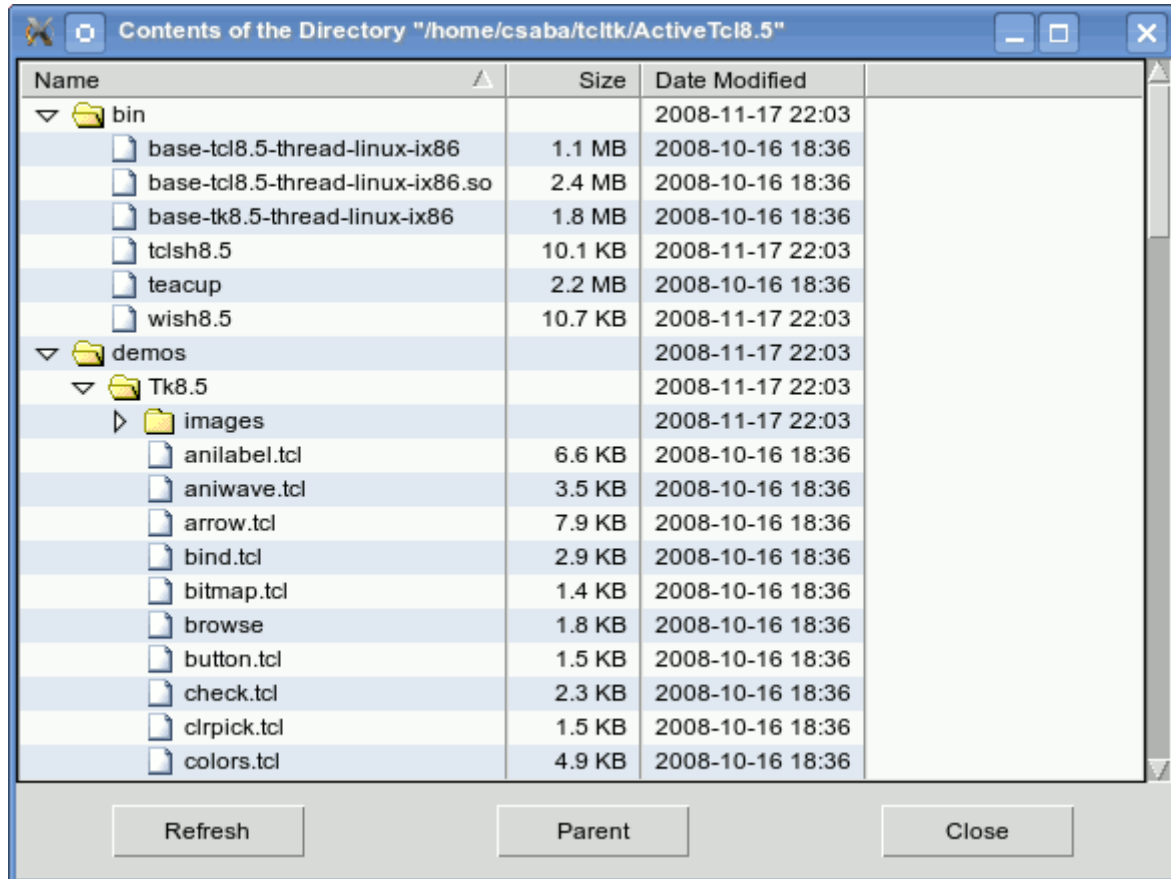 Contents of the Directory "/home/csaba/tcltk/ActiveTcl8.5"
Name Size Date Modified
bin 2008-11-17 22:03
base-tcl8.5-thread-linux-ix86 1.1 MB 2008-10-16 18:36
base-tcl8.5-thread-linux-ix86.so 2.4 MB 2008-10-16 18:36
base-tk8.5-thread-linux-ix86 1.8 MB 2008-10-16 18:36
tclsh8.5 10.1 KB 2008-11-17 22:03
teacup 2.2 MB 2008-10-16 18:36
wish8.5 10.7 KB 2008-11-17 22:03
demos 2008-11-17 22:03
Tk8.5 2008-11-17 22:03
images 2008-11-17 22:03
anilabel.tcl 6.6 KB 2008-10-16 18:36
aniwave.tcl 3.5 KB 2008-10-16 18:36
arrow.tcl 7.9 KB 2008-10-16 18:36
bind.tcl 2.9 KB 2008-10-16 18:36
bitmap.tcl 1.4 KB 2008-10-16 18:36
browse 1.8 KB 2008-10-16 18:36
button.tcl 1.5 KB 2008-10-16 18:36
check.tcl 2.3 KB 2008-10-16 18:36
clrpick.tcl 1.5 KB 2008-10-16 18:36
colors.tcl 4.9 KB 2008-10-16 18:36
Refresh Parent Close